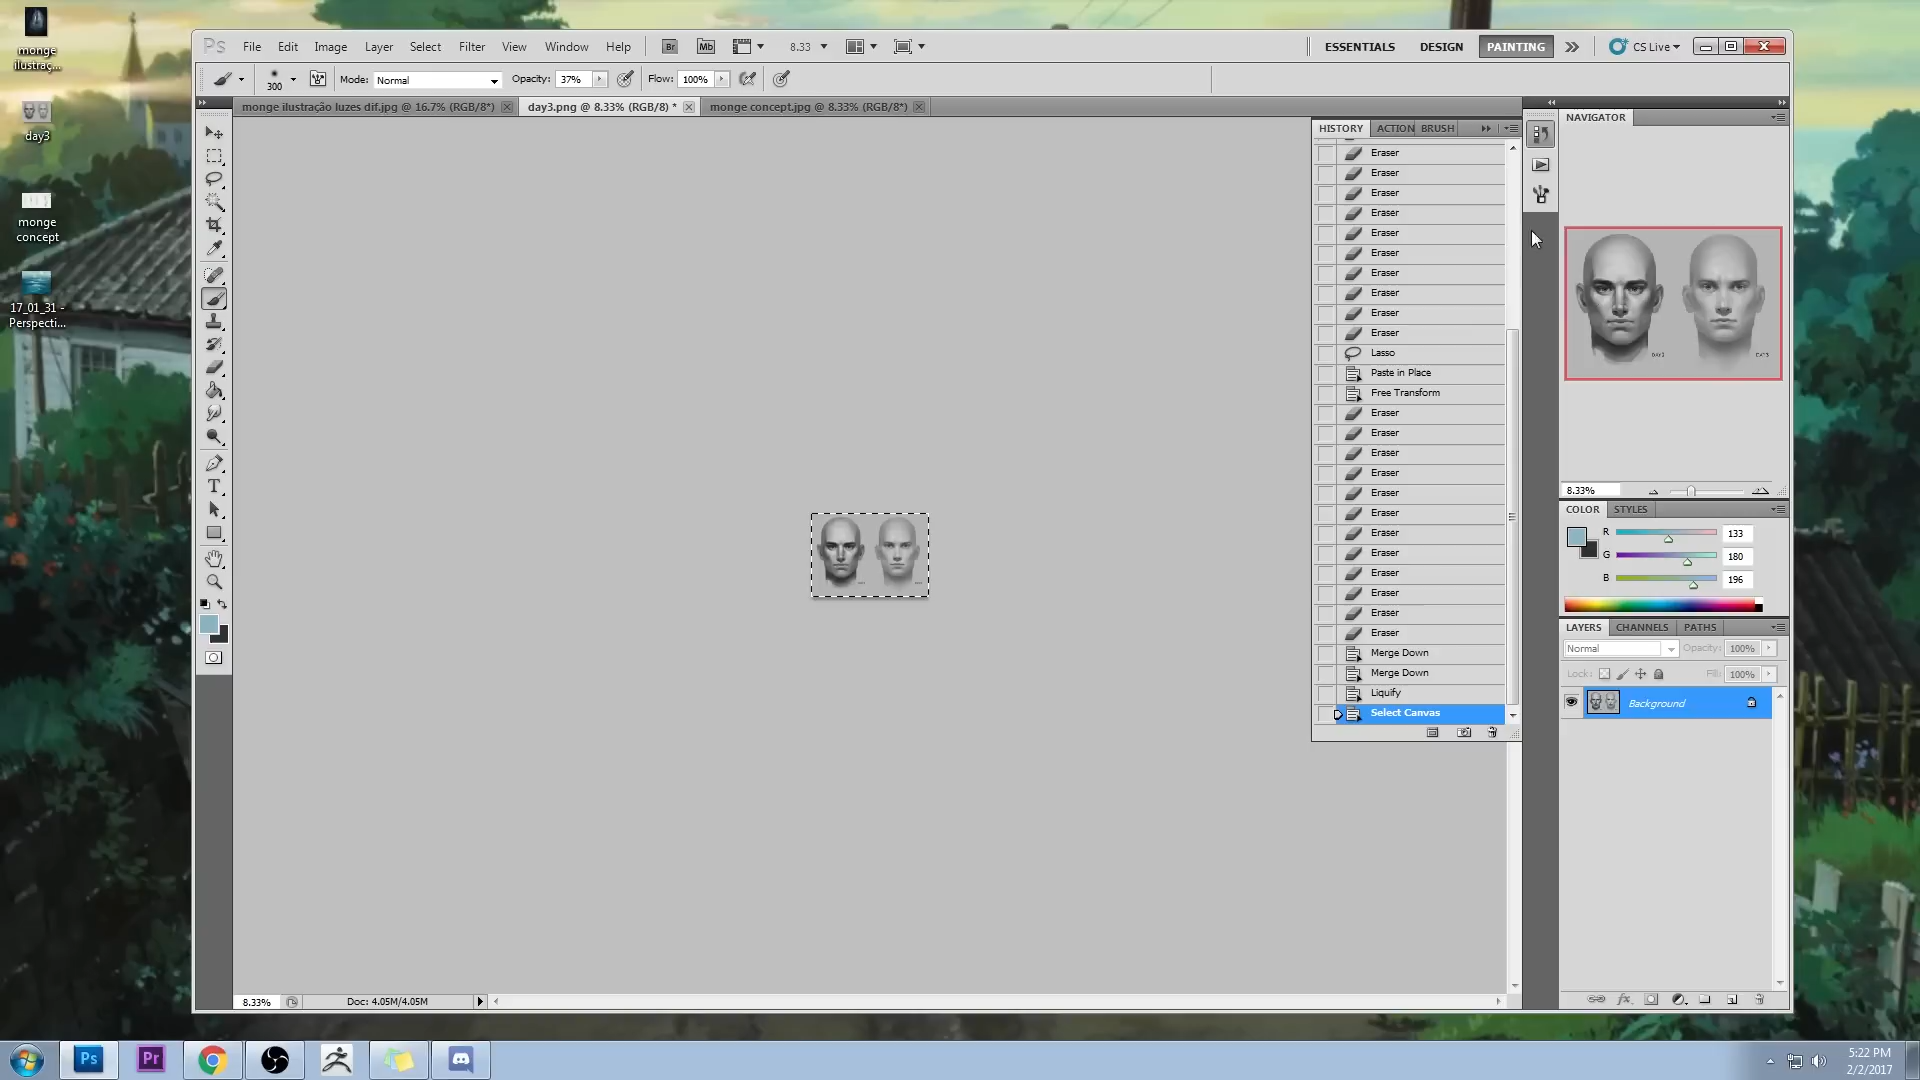 monge
ilustraç...
day3
monge
concept
17_01_31 -
Perspecti...
Ps File Edit Image Layer Select Filter View Window Help Br Mb 8.33 ESSENTIALS DESIGN PAINTING CS Live
300 Mode: Normal Opacity: 37% Flow: 100%
monge ilustração luzes dif.jpg @ 16.7% (RGB/8*) day3.png @ 8.33% (RGB/8) * monge concept.jpg @ 8.33% (RGB/8*)
HISTORY ACTION BRUSH
Eraser
Eraser
Eraser
Eraser
Eraser
Eraser
Eraser
Eraser
Eraser
Eraser
Lasso
Paste in Place
Free Transform
Eraser
Eraser
Eraser
Eraser
Eraser
Eraser
Eraser
Eraser
Eraser
Eraser
Eraser
Eraser
Merge Down
Merge Down
Liquify
Select Canvas
NAVIGATOR
8.33%
COLOR STYLES
R 133
G 180
B 196
LAYERS CHANNELS PATHS
Normal Opacity: 100%
Lock: Fill: 100%
Background
8.33% Doc: 4.05M/4.05M
Ps Pr
5:22 PM
2/2/2017